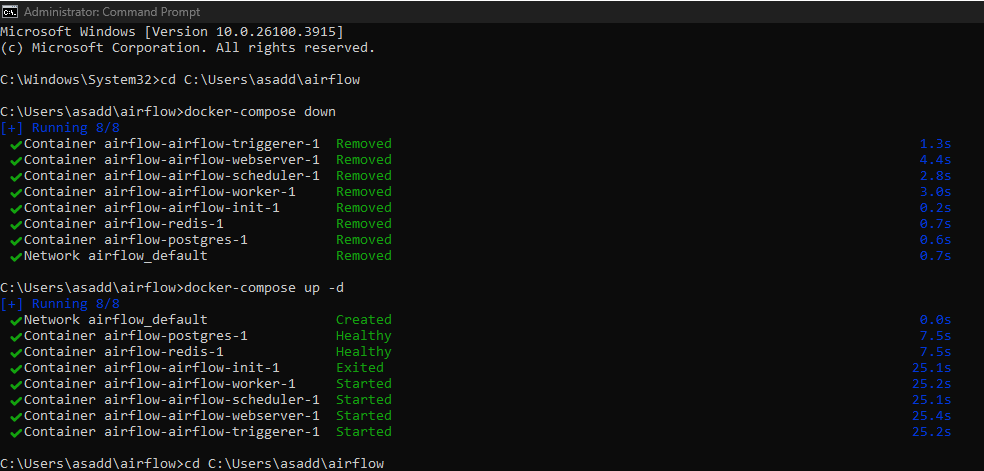 Administrator: Command Prompt
Microsoft Windows [Version 10.0.26100.3915]
(c) Microsoft Corporation. All rights reserved.
C:\Windows\System32>cd C:\Users\asadd\airflow
C:\Users\asadd\airflow>docker-compose down
[+] Running 8/8
✔Container airflow-airflow-triggerer-1 Removed 1.3s
✔Container airflow-airflow-webserver-1 Removed 4.4s
✔Container airflow-airflow-scheduler-1 Removed 2.8s
✔Container airflow-airflow-worker-1 Removed 3.0s
✔Container airflow-airflow-init-1 Removed 0.2s
✔Container airflow-redis-1 Removed 0.7s
✔Container airflow-postgres-1 Removed 0.6s
✔Network airflow_default Removed 0.7s
C:\Users\asadd\airflow>docker-compose up -d
[+] Running 8/8
✔Network airflow_default Created 0.0s
✔Container airflow-postgres-1 Healthy 7.5s
✔Container airflow-redis-1 Healthy 7.5s
✔Container airflow-airflow-init-1 Exited 25.1s
✔Container airflow-airflow-worker-1 Started 25.2s
✔Container airflow-airflow-scheduler-1 Started 25.1s
✔Container airflow-airflow-webserver-1 Started 25.4s
✔Container airflow-airflow-triggerer-1 Started 25.2s
C:\Users\asadd\airflow>cd C:\Users\asadd\airflow